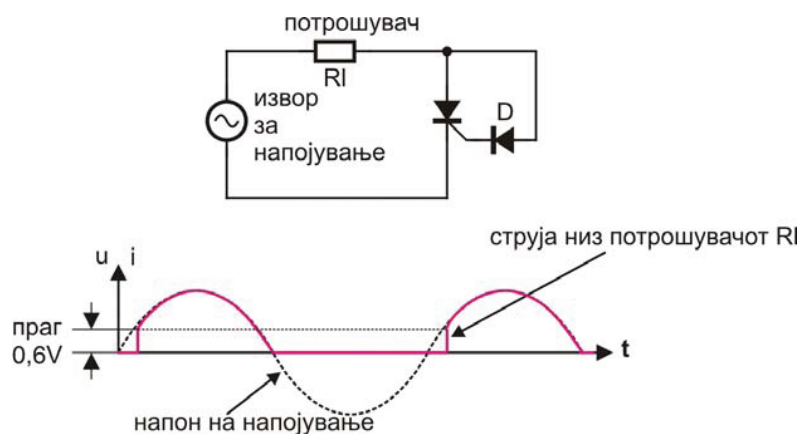 потрошувач
Rl
D
извор
за
напојување
струја низ потрошувачот Rl
u i
праг
0,6V
t
напон на напојување